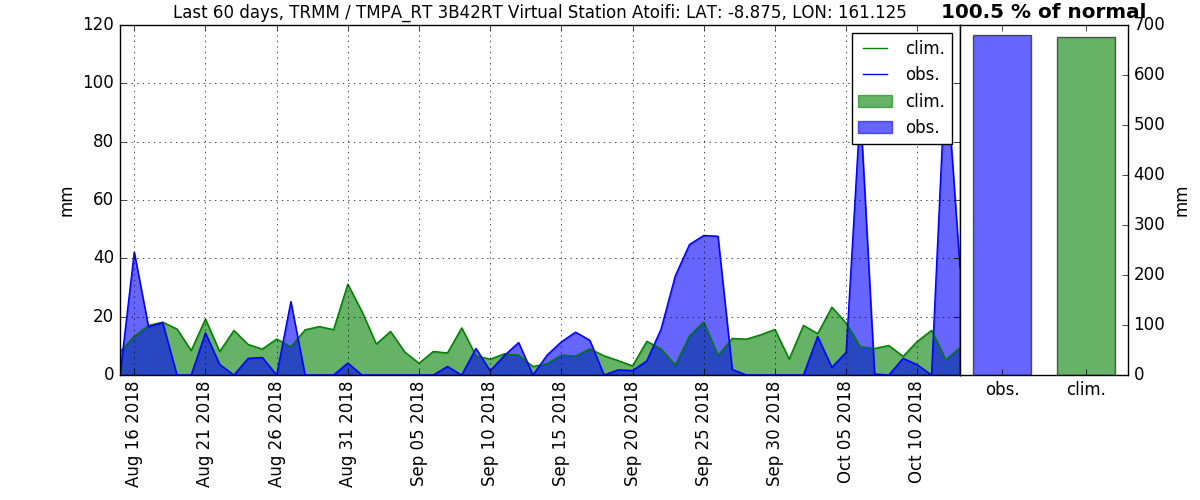 Last 60 days, TRMM / TMPA_RT 3B42RT Virtual Station Atoifi: LAT: -8.875, LON: 161.125
100.5 % of normal
120
100
80
60
40
20
0
mm
clim.
obs.
clim.
obs.
700
600
500
400
300
200
100
0
mm
obs.
clim.
Aug 16 2018
Aug 21 2018
Aug 26 2018
Aug 31 2018
Sep 05 2018
Sep 10 2018
Sep 15 2018
Sep 20 2018
Sep 25 2018
Sep 30 2018
Oct 05 2018
Oct 10 2018